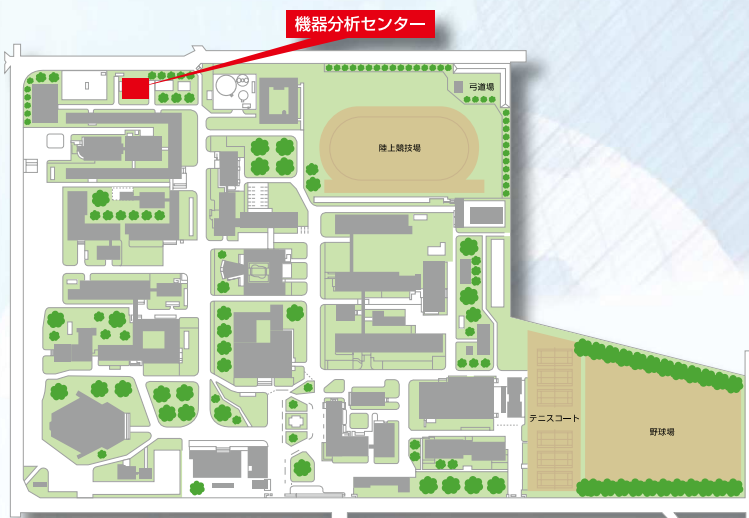 機器分析センター
弓道場
陸上競技場
テニスコート
野球場